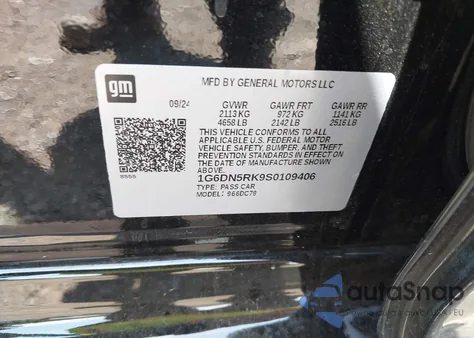 gm
MFD BY GENERAL MOTORS LLC
09/24 GVWR GAWR FRT GAWR RR
2113 KG 972 KG 1141 KG
4658 LB 2142 LB 2516 LB
THIS VEHICLE CONFORMS TO ALL
APPLICABLE U.S. FEDERAL MOTOR
VEHICLE SAFETY, BUMPER, AND THEFT
PREVENTION STANDARDS IN EFFECT ON
THE DATE OF MANUFACTURE SHOWN
ABOVE.
1G6DN5RK9S0109406
TYPE: PASS CAR
MODEL: 966DC79
autoSnap